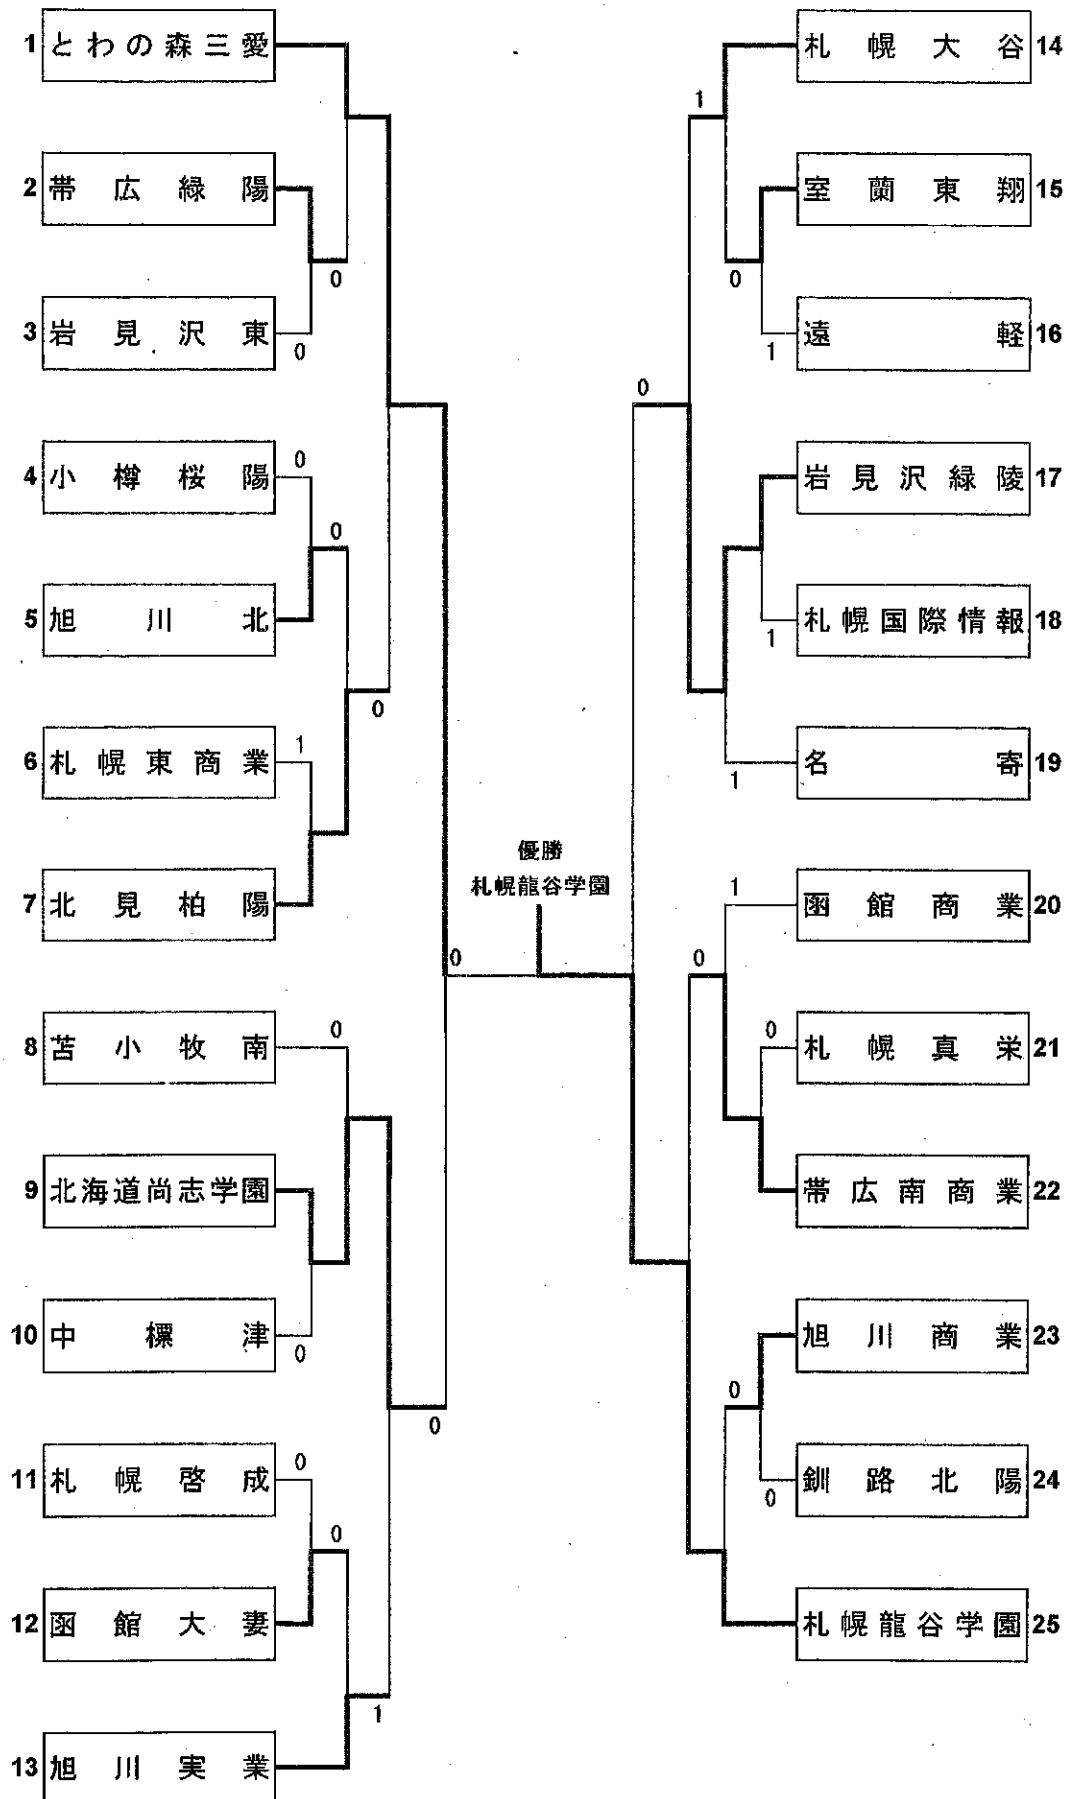 1 とわの森三愛
2 帯広緑陽
0
3 岩見沢東
0
4 小樽桜陽
0
0
5 旭川北
0
6 札幌東商業
1
7 北見柏陽
8 苫小牧南
0
9 北海道尚志学園
10 中標津
0
0
11 札幌啓成
0
0
12 函館大妻
1
13 旭川実業
優勝
札幌龍谷学園
0
札幌大谷 14
1
室蘭東翔 15
0
遠軽 16
1
0
岩見沢緑陵 17
札幌国際情報 18
1
名寄 19
1
函館商業 20
1
0
札幌真栄 21
0
帯広南商業 22
旭川商業 23
0
釧路北陽 24
0
札幌龍谷学園 25